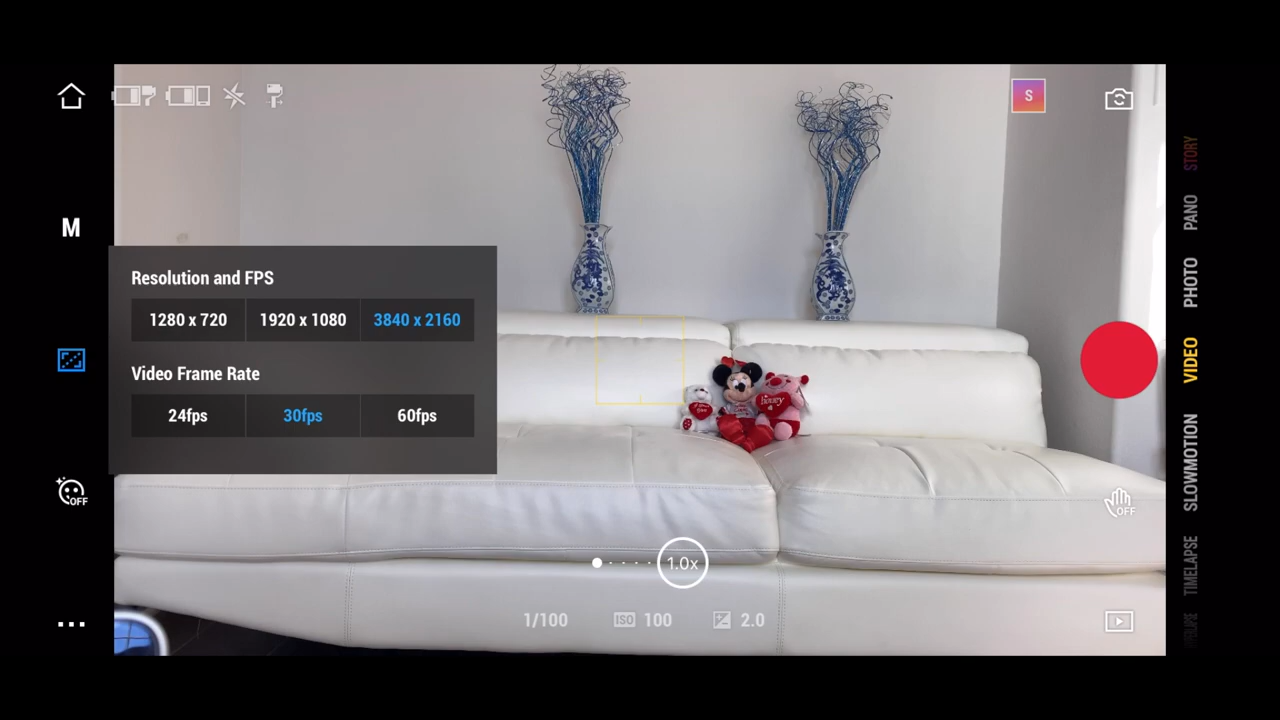 S
M
Resolution and FPS
1280 x 720 1920 x 1080 3840 x 2160
Video Frame Rate
24fps 30fps 60fps
OFF
OFF
1.0x
1/100 ISO 100 2.0
STORY
PANO
PHOTO
VIDEO
SLOWMOTION
TIMELAPSE
Honey